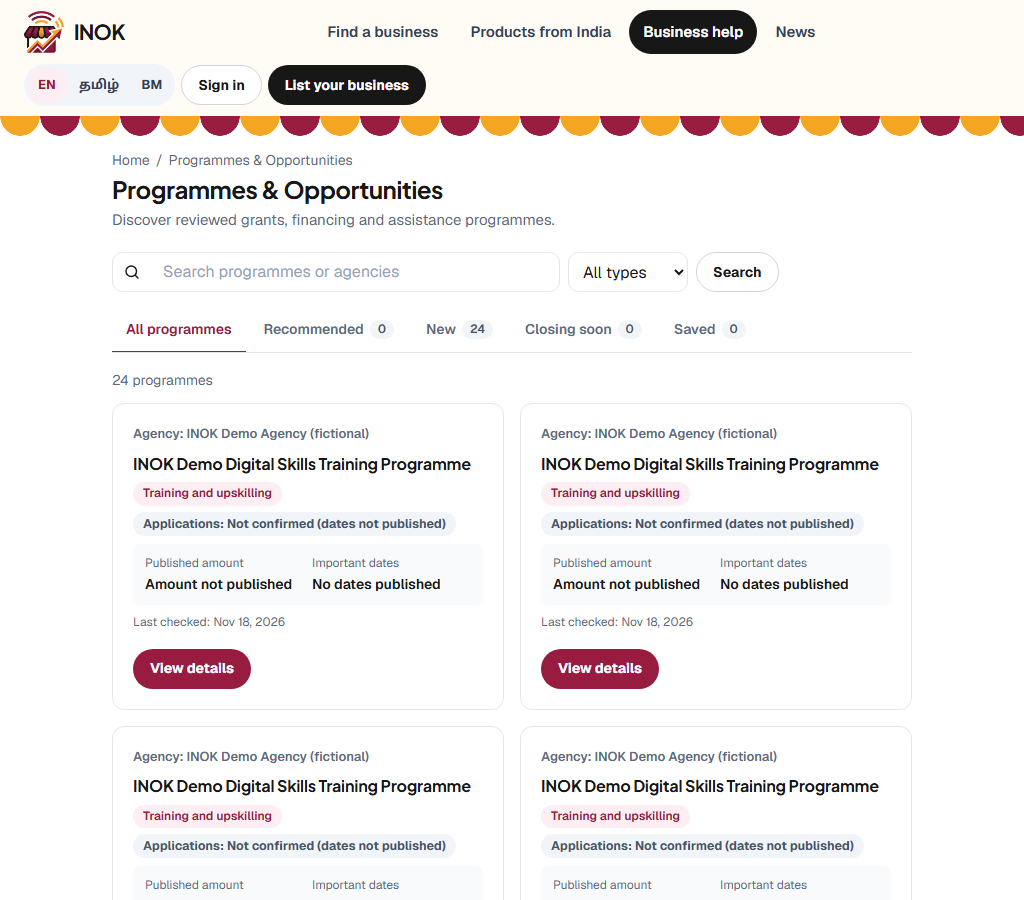 INOK
Find a business
Products from India
Business help
News
EN
தமிழ்
BM
Sign in
List your business
Home / Programmes & Opportunities
Programmes & Opportunities
Discover reviewed grants, financing and assistance programmes.
Search programmes or agencies
All types
Search
All programmes
Recommended 0
New 24
Closing soon 0
Saved 0
24 programmes
Agency: INOK Demo Agency (fictional)
INOK Demo Digital Skills Training Programme
Training and upskilling
Applications: Not confirmed (dates not published)
Published amount
Amount not published
Important dates
No dates published
Last checked: Nov 18, 2026
View details
Agency: INOK Demo Agency (fictional)
INOK Demo Digital Skills Training Programme
Training and upskilling
Applications: Not confirmed (dates not published)
Published amount
Amount not published
Important dates
No dates published
Last checked: Nov 18, 2026
View details
Agency: INOK Demo Agency (fictional)
INOK Demo Digital Skills Training Programme
Training and upskilling
Applications: Not confirmed (dates not published)
Published amount
Important dates
Agency: INOK Demo Agency (fictional)
INOK Demo Digital Skills Training Programme
Training and upskilling
Applications: Not confirmed (dates not published)
Published amount
Important dates